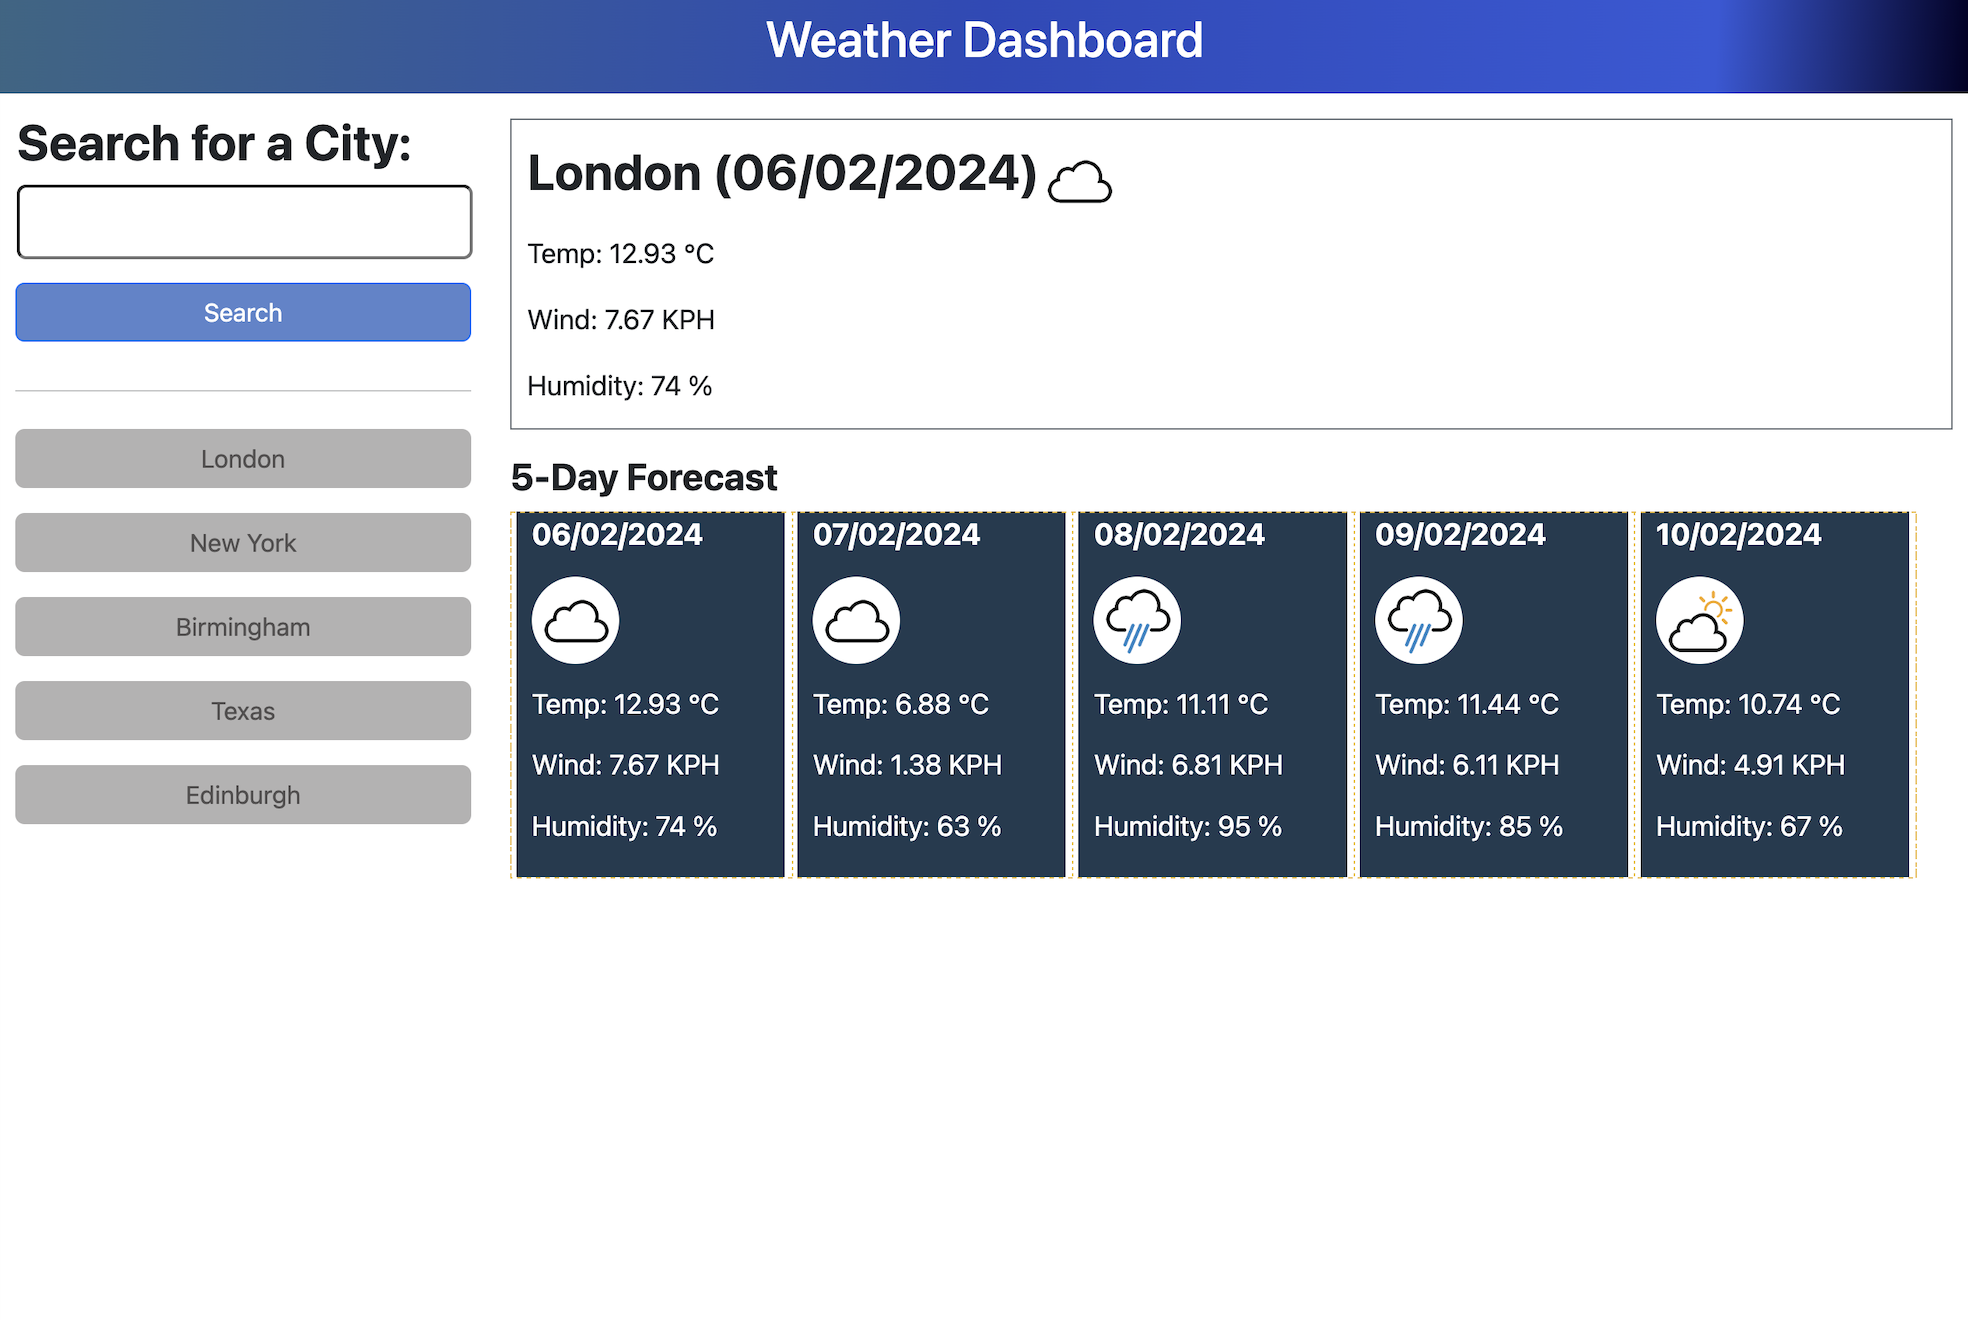 Weather Dashboard
Search for a City:
Search
London
New York
Birmingham
Texas
Edinburgh
London (06/02/2024)
Temp: 12.93 °C
Wind: 7.67 KPH
Humidity: 74 %
5-Day Forecast
06/02/2024
Temp: 12.93 °C
Wind: 7.67 KPH
Humidity: 74 %
07/02/2024
Temp: 6.88 °C
Wind: 1.38 KPH
Humidity: 63 %
08/02/2024
Temp: 11.11 °C
Wind: 6.81 KPH
Humidity: 95 %
09/02/2024
Temp: 11.44 °C
Wind: 6.11 KPH
Humidity: 85 %
10/02/2024
Temp: 10.74 °C
Wind: 4.91 KPH
Humidity: 67 %